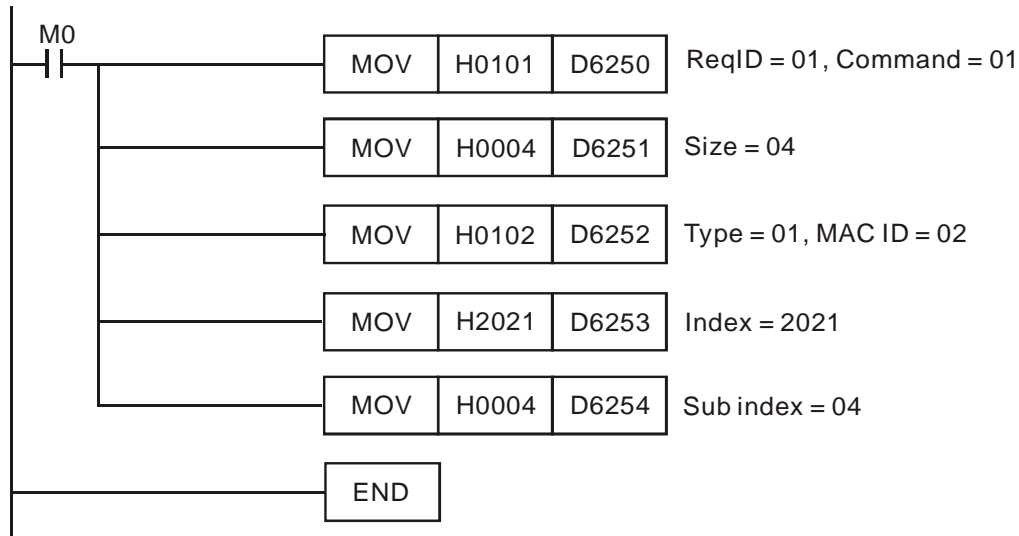 M0
MOV H0101 D6250 ReqID = 01, Command = 01
MOV H0004 D6251 Size = 04
MOV H0102 D6252 Type = 01, MAC ID = 02
MOV H2021 D6253 Index = 2021
MOV H0004 D6254 Sub index = 04
END